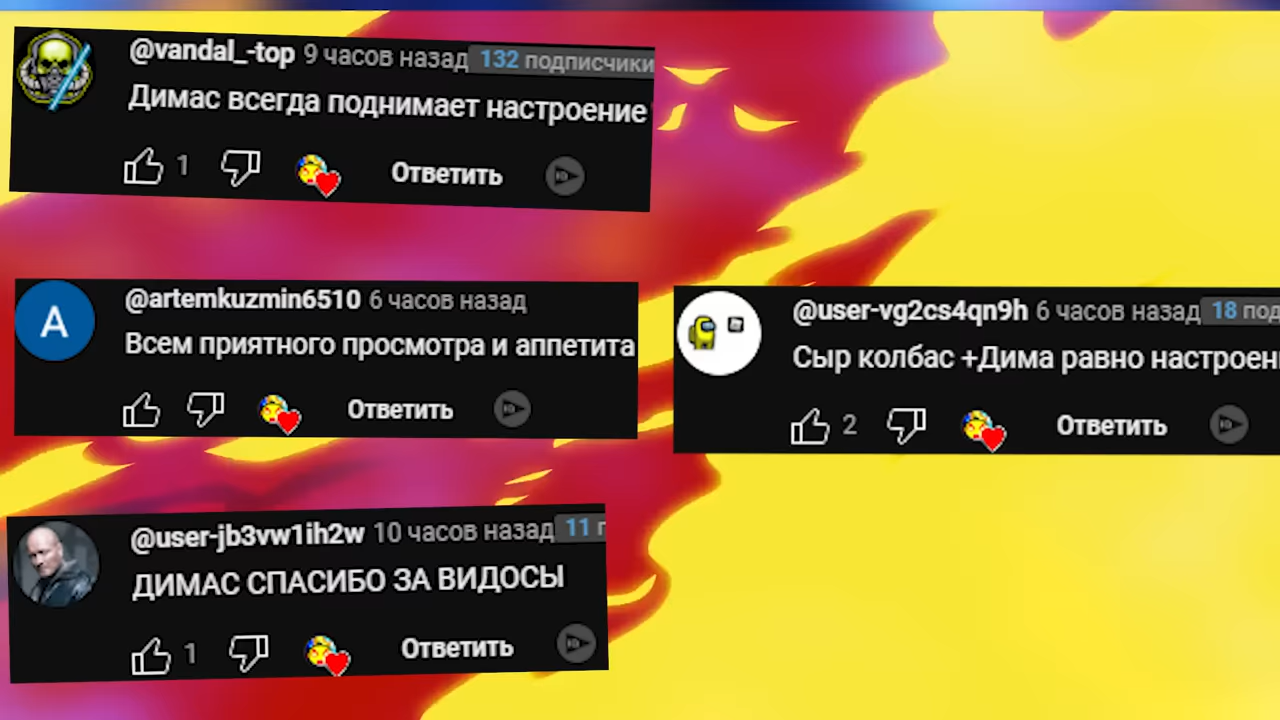 @vandal_-top 9 часов назад 132 подписчики
Димас всегда поднимает настроение
1 Ответить
@artemkuzmin6510 6 часов назад
Всем приятного просмотра и аппетита
Ответить
@user-vg2cs4qn9h 6 часов назад 18 под
Сыр колбас +Дима равно настроен
2 Ответить
@user-jb3vw1ih2w 10 часов назад 11
ДИМАС СПАСИБО ЗА ВИДОСЫ
1 Ответить